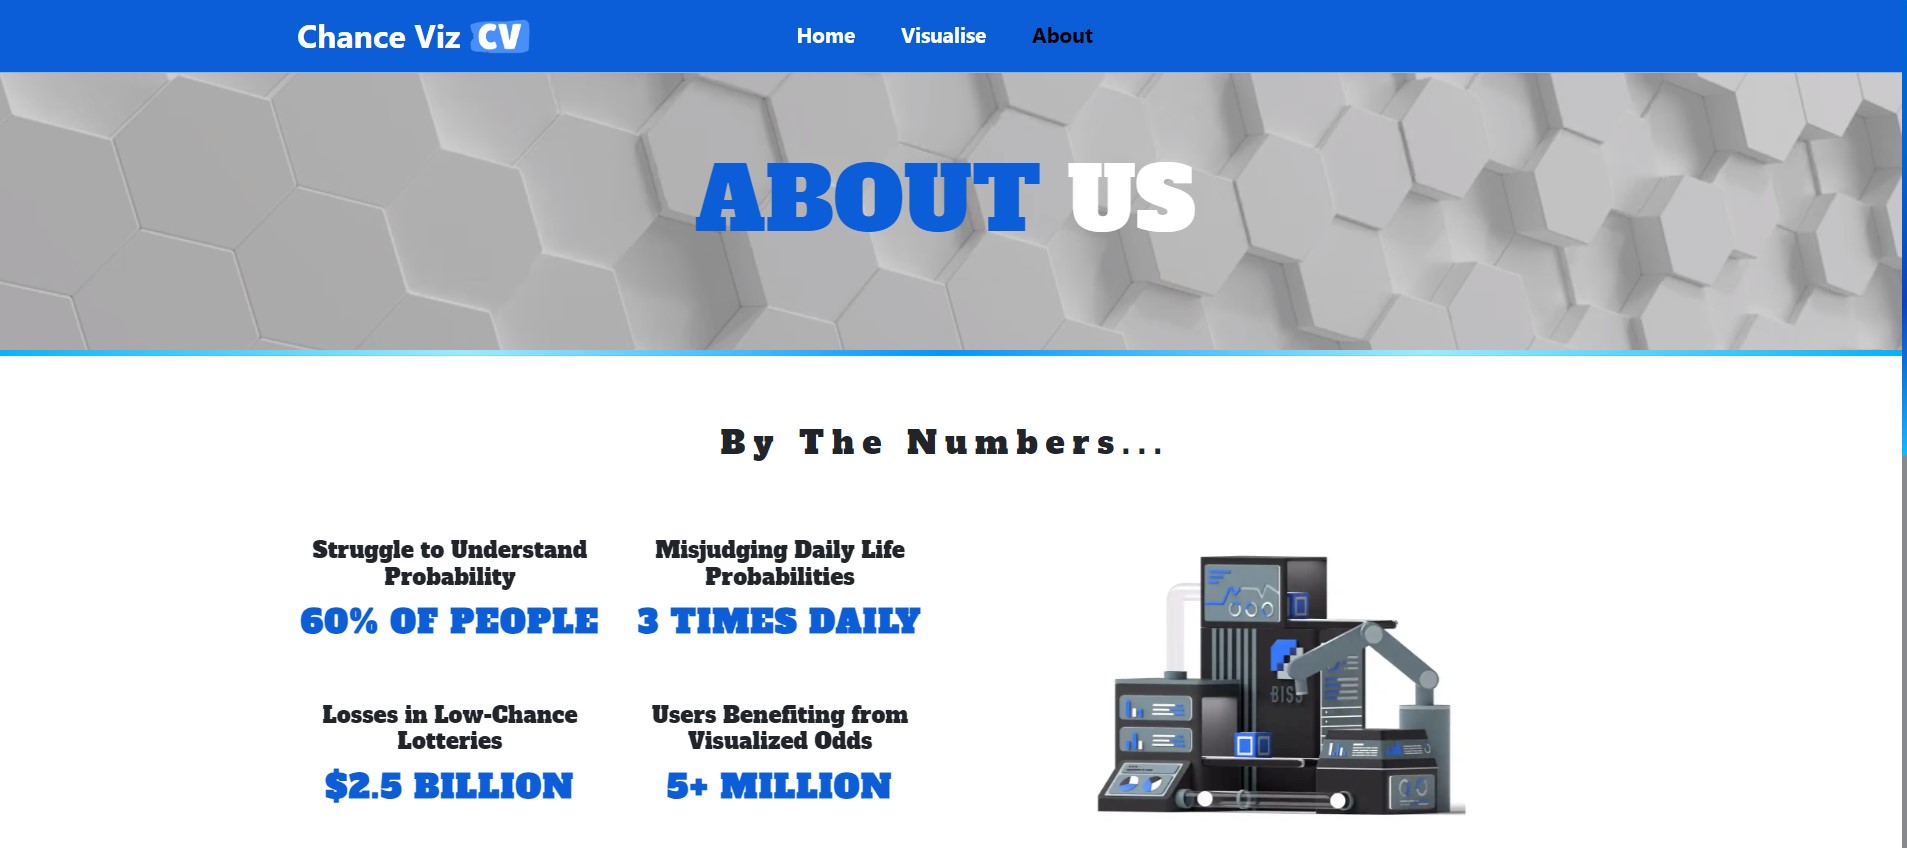 Chance Viz CV
Home Visualise About
ABOUT US
By The Numbers...
Struggle to Understand
Probability
60% OF PEOPLE
Misjudging Daily Life
Probabilities
3 TIMES DAILY
Losses in Low-Chance
Lotteries
$2.5 BILLION
Users Benefiting from
Visualized Odds
5+ MILLION